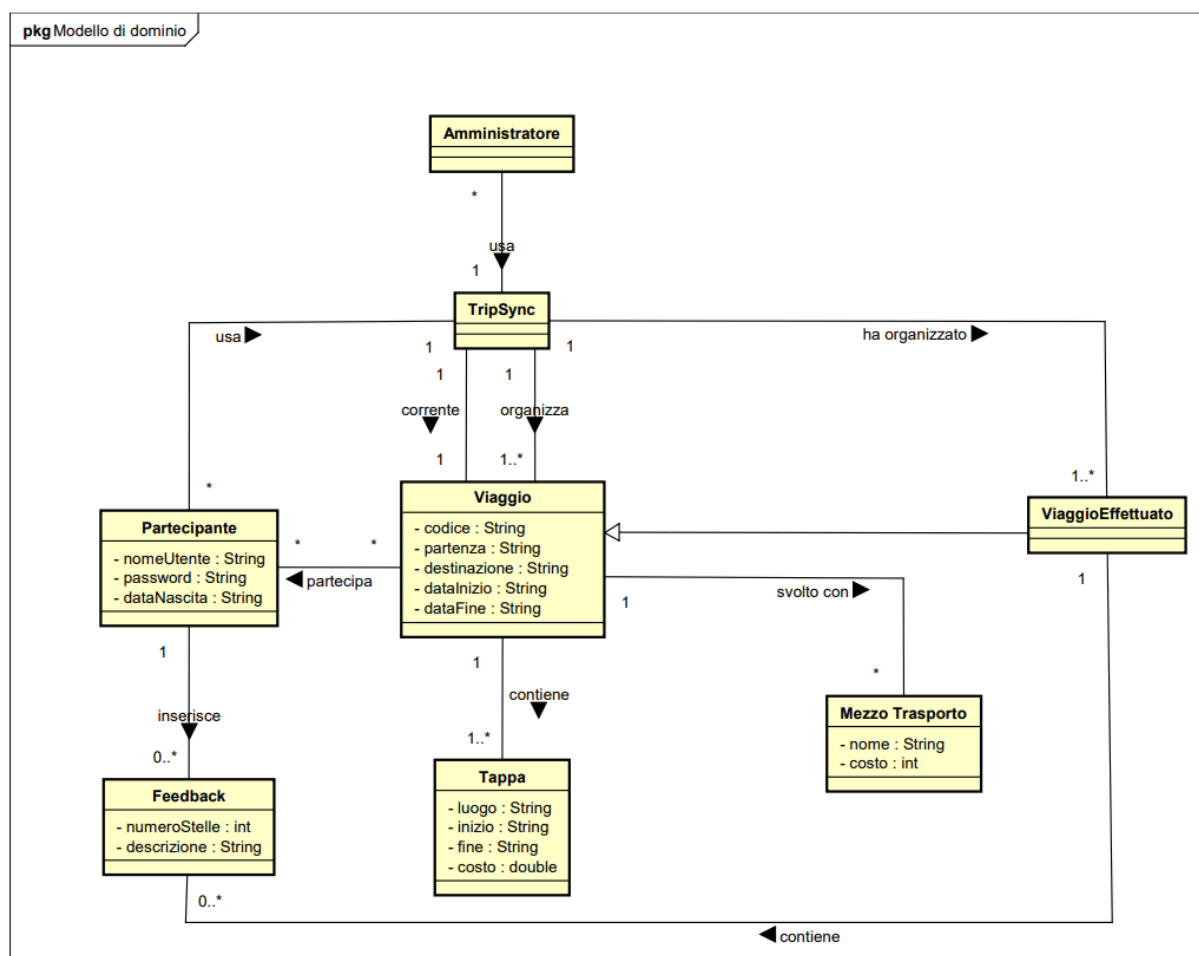 pkg Modello di dominio
Amministratore
*
usa
1
TripSync
usa
ha organizzato
1
1
1
1
corrente
organizza
1
1..*
*
1..*
Viaggio
- codice : String
- partenza : String
- destinazione : String
- dataInizio : String
- dataFine : String
ViaggioEffettuato
Partecipante
- nomeUtente : String
- password : String
- dataNascita : String
*
*
partecipa
1
svolto con
1
1
1
*
inserisce
contiene
0..*
1..*
Mezzo Trasporto
- nome : String
- costo : int
Feedback
- numeroStelle : int
- descrizione : String
Tappa
- luogo : String
- inizio : String
- fine : String
- costo : double
0..*
contiene